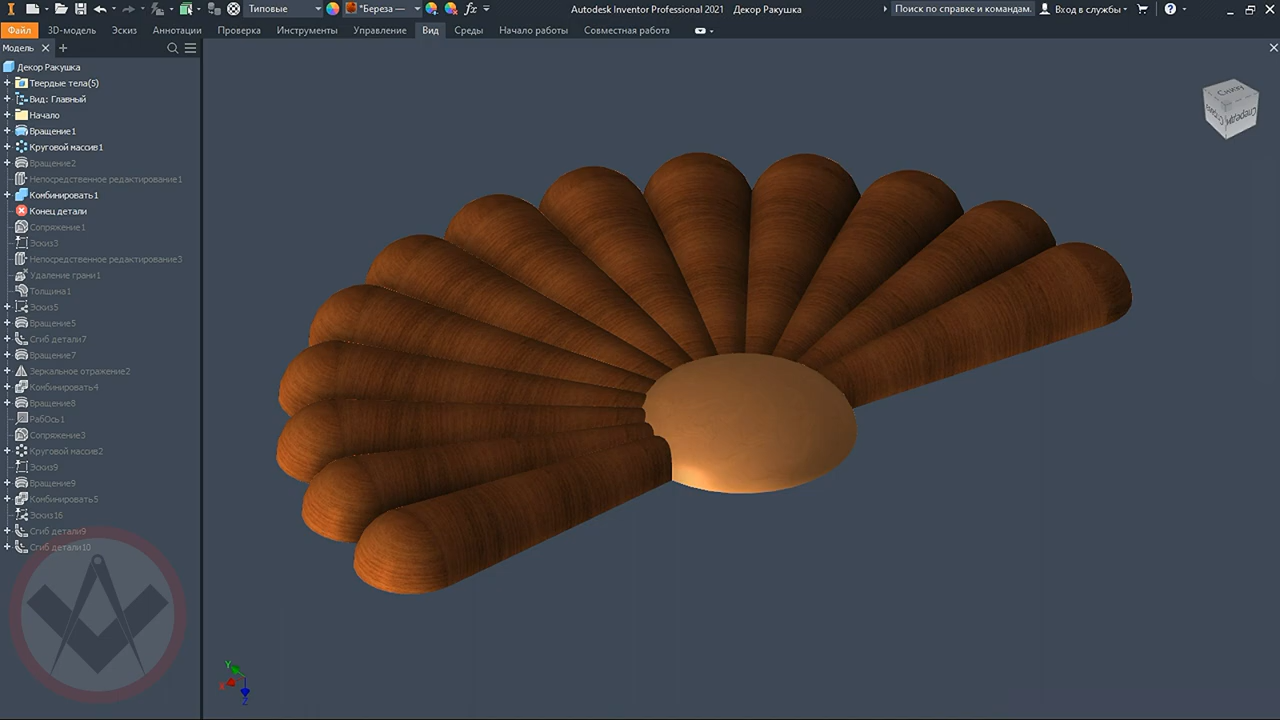 Типовые
*Береза —
fx
Autodesk Inventor Professional 2021 Декор Ракушка
Поиск по справке и командам.
Вход в службы
Файл
3D-модель
Эскиз
Аннотации
Проверка
Инструменты
Управление
Вид
Среды
Начало работы
Совместная работа
Модель
Декор Ракушка
Твердые тела(5)
Вид: Главный
Начало
Вращение1
Круговой массив1
Вращение2
Непосредственное редактирование1
Комбинировать1
Конец детали
Сопряжение1
Эскиз3
Непосредственное редактирование3
Удаление грани1
Толщина1
Эскиз5
Вращение5
Сгиб детали7
Вращение7
Зеркальное отражение2
Комбинировать4
Вращение8
РабОсь1
Сопряжение3
Круговой массив2
Эскиз9
Вращение9
Комбинировать5
Эскиз16
Сгиб детали9
Сгиб детали10
Снизу
Спереди
Y
X
Z